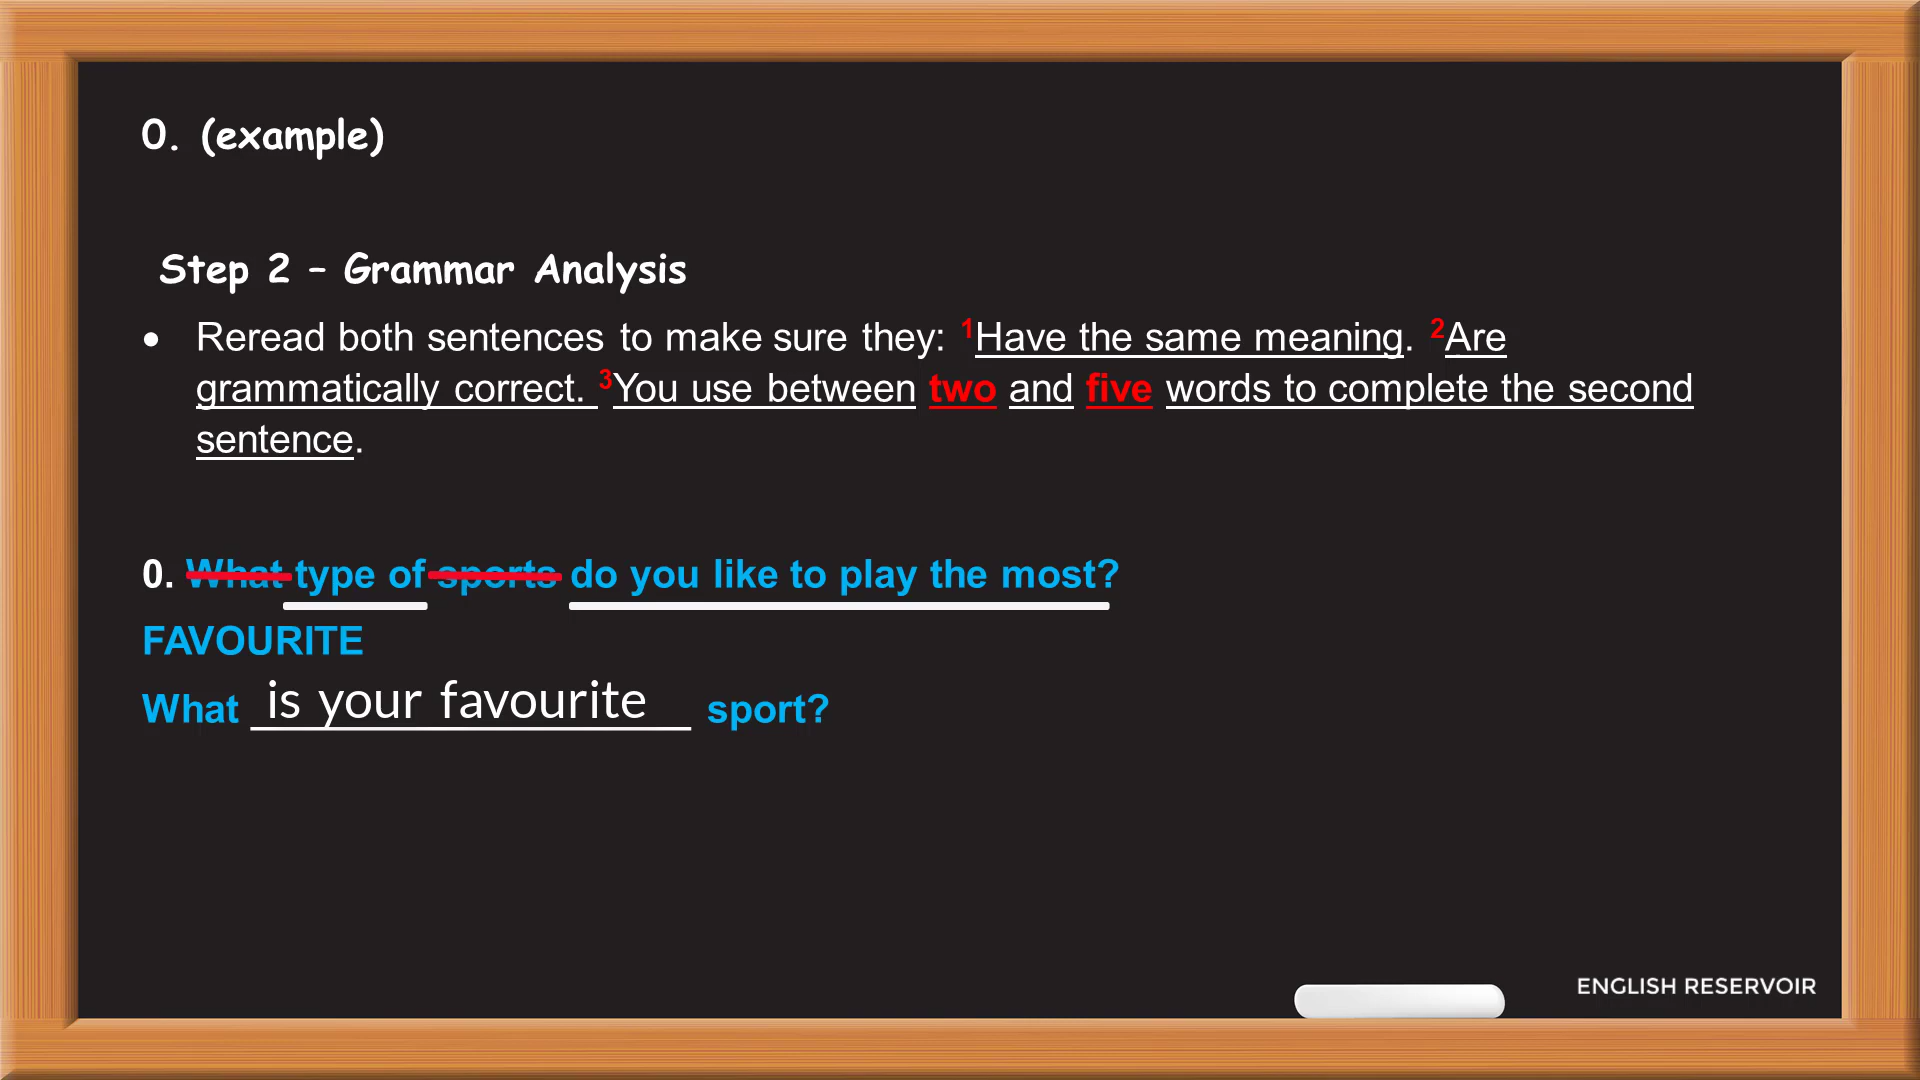 0. (example)
Step 2 – Grammar Analysis
• Reread both sentences to make sure they: ¹Have the same meaning. ²Are
grammatically correct. ³You use between two and five words to complete the second
sentence.
0. What type of sports do you like to play the most?
FAVOURITE
What is your favourite sport?
ENGLISH RESERVOIR